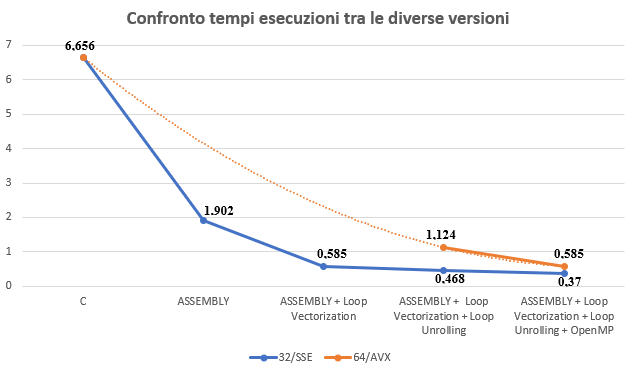 Confronto tempi esecuzioni tra le diverse versioni
7
6
5
4
3
2
1
0
6,656
1.902
0,585
1,124
0,468
0,585
0,37
C
ASSEMBLY
ASSEMBLY + Loop
Vectorization
ASSEMBLY + Loop
Vectorization + Loop
Unrolling
ASSEMBLY + Loop
Vectorization + Loop
Unrolling + OpenMP
32/SSE
64/AVX